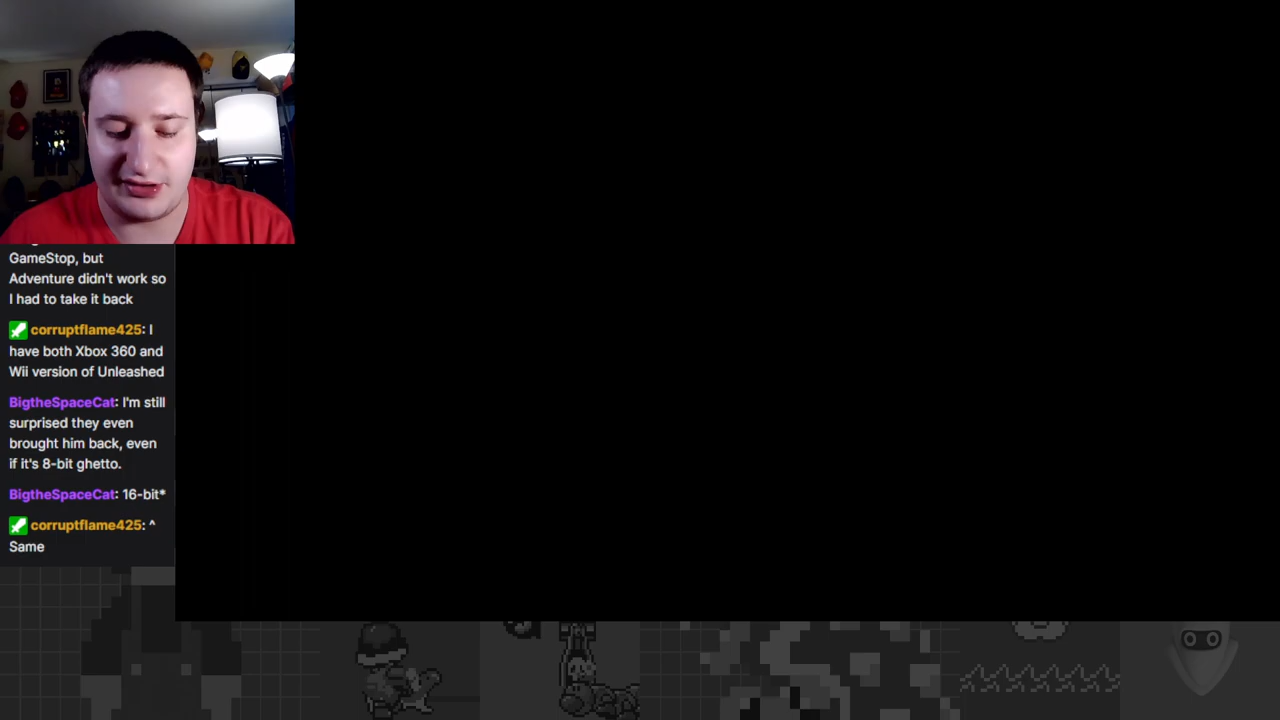 GameStop, but
Adventure didn't work so
I had to take it back
corruptflame425: I
have both Xbox 360 and
Wii version of Unleashed
BigtheSpaceCat: I'm still
surprised they even
brought him back, even
if it's 8-bit ghetto.
BigtheSpaceCat: 16-bit*
corruptflame425: ^
Same